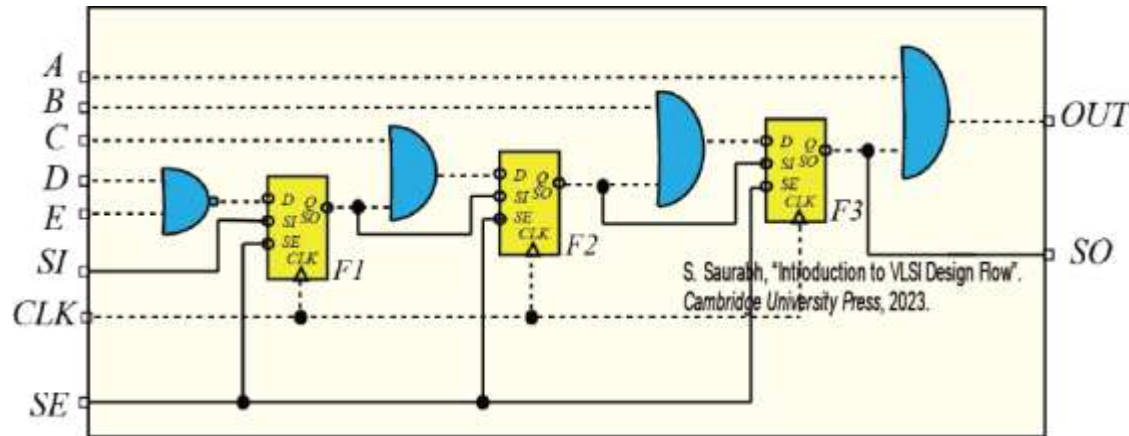 A
B
C
D
E
SI
CLK
SE
D Q
SI SO
SE
CLK
F1
D Q
SI SO
SE
CLK
F2
D Q
SI SO
SE
CLK
F3
OUT
SO
S. Saurabh, "Introduction to VLSI Design Flow".
Cambridge University Press, 2023.